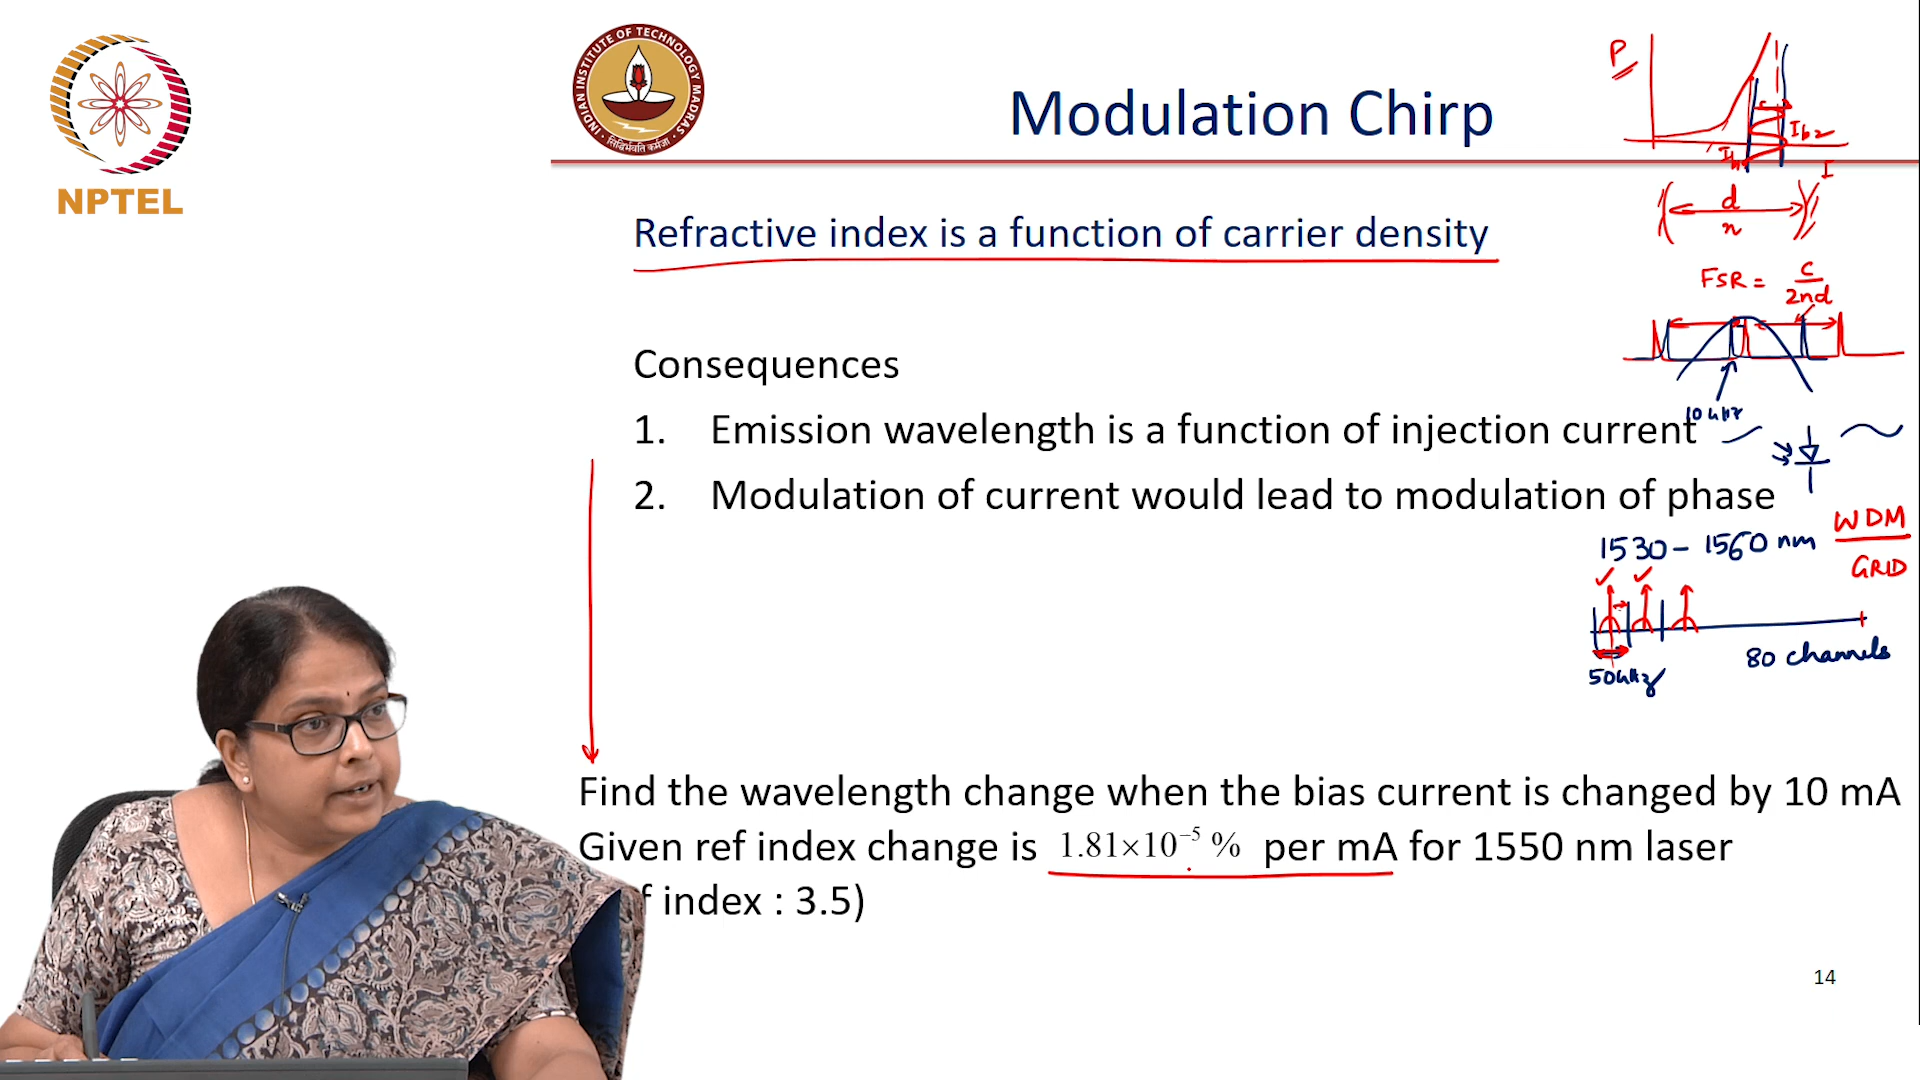 NPTEL
INDIAN INSTITUTE OF TECHNOLOGY MADRAS
सिद्धिर्भवति कर्मजा
Modulation Chirp
Refractive index is a function of carrier density
Consequences
1. Emission wavelength is a function of injection current
2. Modulation of current would lead to modulation of phase
Find the wavelength change when the bias current is changed by 10 mA
Given ref index change is 1.81×10⁻⁵ % per mA for 1550 nm laser
f index : 3.5)
14
P
I
d
n
FSR = c/2nd
WDM
GRID
1530 - 1560 nm
80 channels